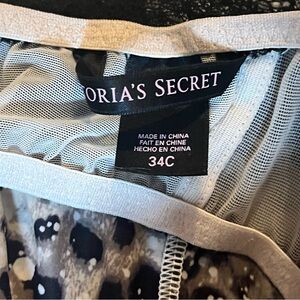 ORIA'S SECRET
MADE IN CHINA
FAIT EN CHINE
HECHO EN CHINA
34C